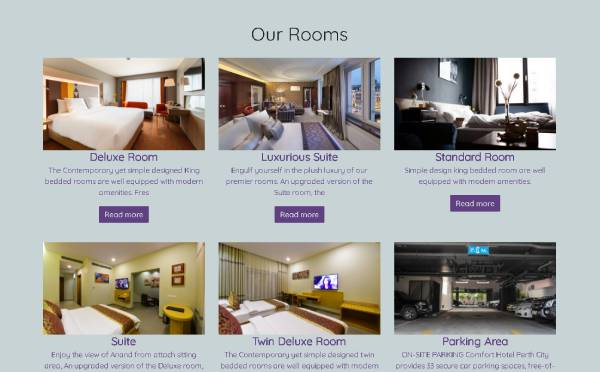 Our Rooms
Deluxe Room
The Contemporary yet simple designed King
bedded rooms are well equipped with modern
amenities. Fres
Read more
Luxurious Suite
Engulf yourself in the plush luxury of our
premier rooms. An upgraded version of the
Suite room, the
Read more
Standard Room
Simple design king bedded room are well
equipped with modern amenities.
Read more
Suite
Enjoy the view of Anand from attach sitting
area, An upgraded version of the Deluxe room,
Twin Deluxe Room
The Contemporary yet simple designed twin
bedded rooms are well equipped with modern
Parking Area
ON-SITE PARKING Comfort Hotel Perth City
provides 33 secure car parking spaces, free-of-